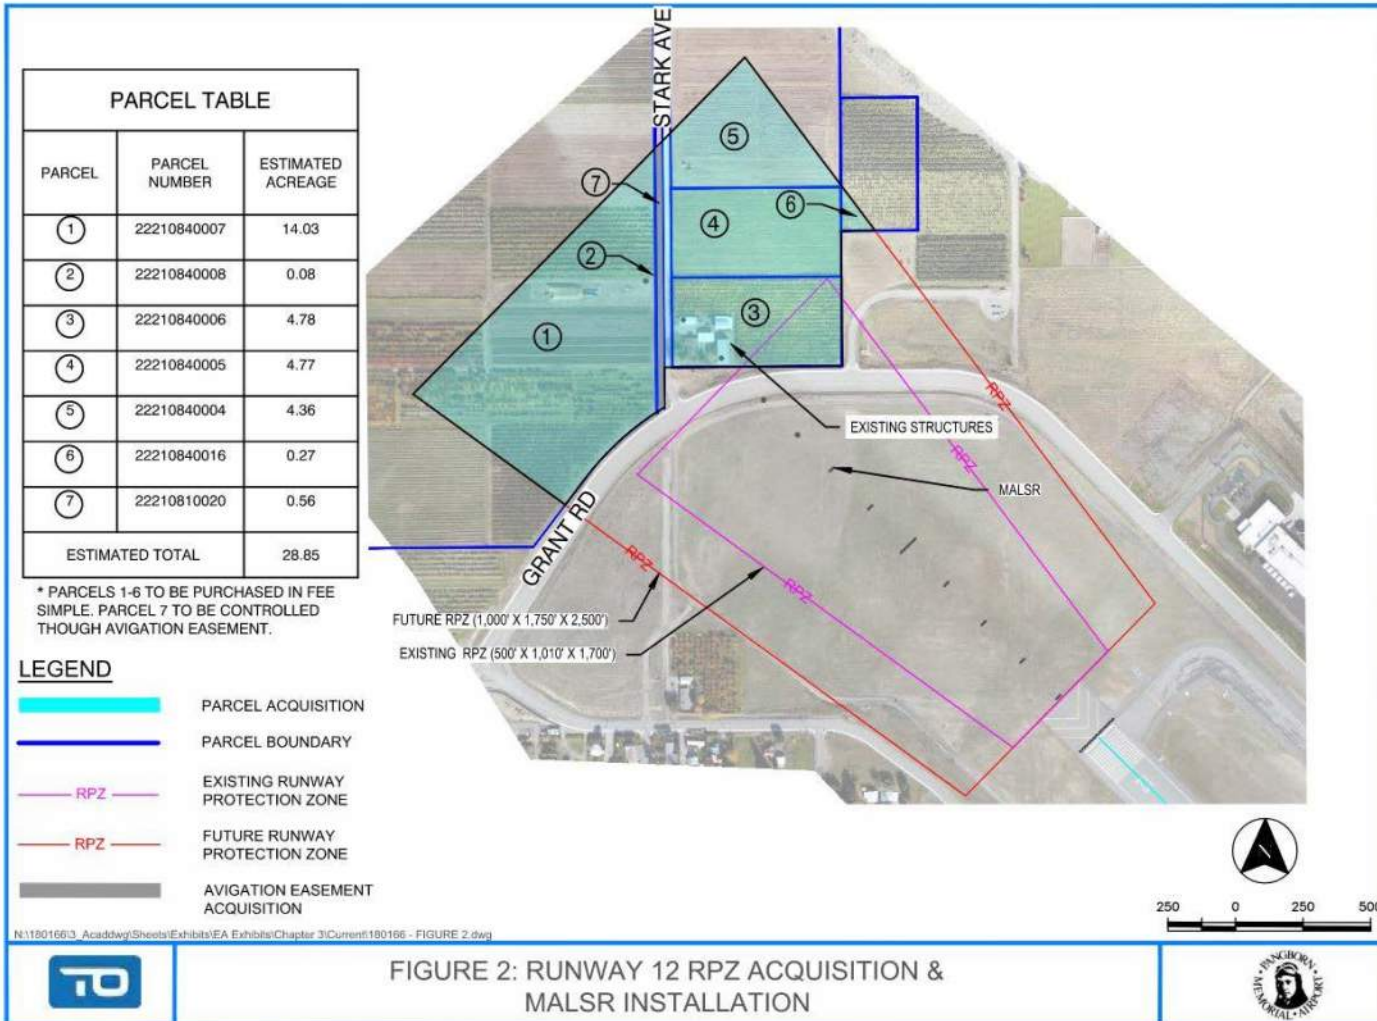 PARCEL TABLE
PARCEL PARCEL NUMBER ESTIMATED ACREAGE
1 22210840007 14.03
2 22210840008 0.08
3 22210840006 4.78
4 22210840005 4.77
5 22210840004 4.36
6 22210840016 0.27
7 22210810020 0.56
ESTIMATED TOTAL 28.85
* PARCELS 1-6 TO BE PURCHASED IN FEE
SIMPLE. PARCEL 7 TO BE CONTROLLED
THOUGH AVIGATION EASEMENT.
LEGEND
PARCEL ACQUISITION
PARCEL BOUNDARY
RPZ
EXISTING RUNWAY
PROTECTION ZONE
RPZ
FUTURE RUNWAY
PROTECTION ZONE
AVIGATION EASEMENT
ACQUISITION
STARK AVE
5
7
6
4
2
3
1
RPZ
EXISTING STRUCTURES
RPZ
MALSR
GRANT RD
RPZ
RPZ
FUTURE RPZ (1,000' X 1,750' X 2,500')
EXISTING RPZ (500' X 1,010' X 1,700')
250 0 250 500
N:\180166\3_Acaddwg\Sheets\Exhibits\EA Exhibits\Chapter 3\Current\180166 - FIGURE 2.dwg
TO
FIGURE 2: RUNWAY 12 RPZ ACQUISITION &
MALSR INSTALLATION
PANGBORN
MEMORIAL AIRPORT